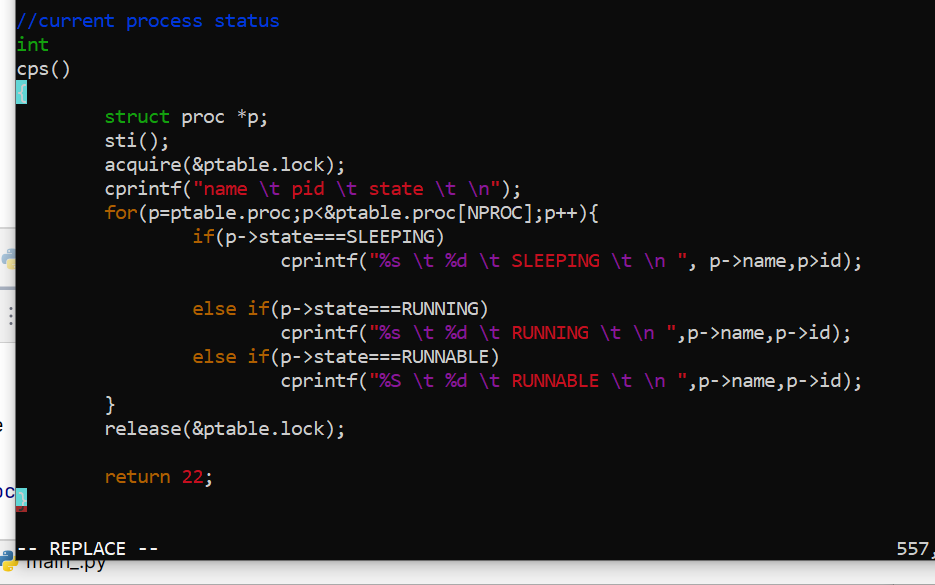 //current process status
int
cps()
{
struct proc *p;
sti();
acquire(&ptable.lock);
cprintf("name \t pid \t state \t \n");
for(p=ptable.proc;p<&ptable.proc[NPROC];p++){
if(p->state===SLEEPING)
cprintf("%s \t %d \t SLEEPING \t \n ", p->name,p>id);
else if(p->state===RUNNING)
cprintf("%s \t %d \t RUNNING \t \n ",p->name,p->id);
else if(p->state===RUNNABLE)
cprintf("%S \t %d \t RUNNABLE \t \n ",p->name,p->id);
}
release(&ptable.lock);
return 22;
}
-- REPLACE -- 557,
main_.py